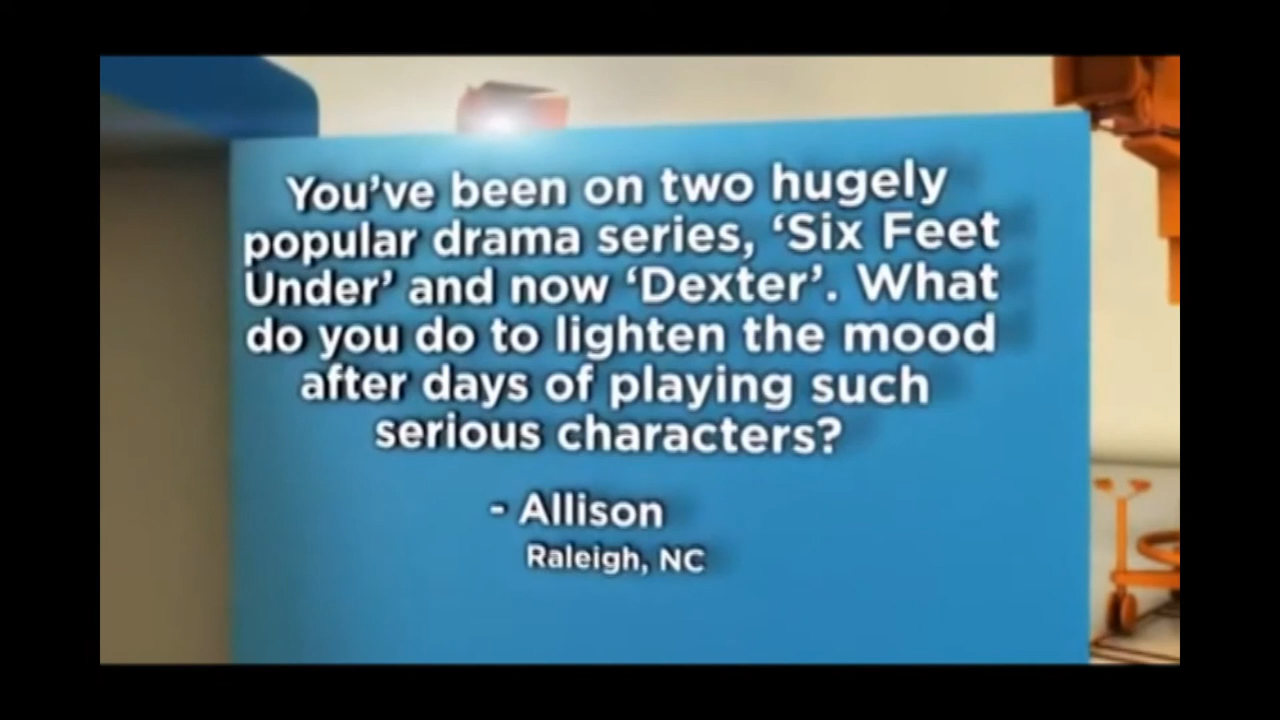 You’ve been on two hugely
popular drama series, ‘Six Feet
Under’ and now ‘Dexter’. What
do you do to lighten the mood
after days of playing such
serious characters?
- Allison
Raleigh, NC